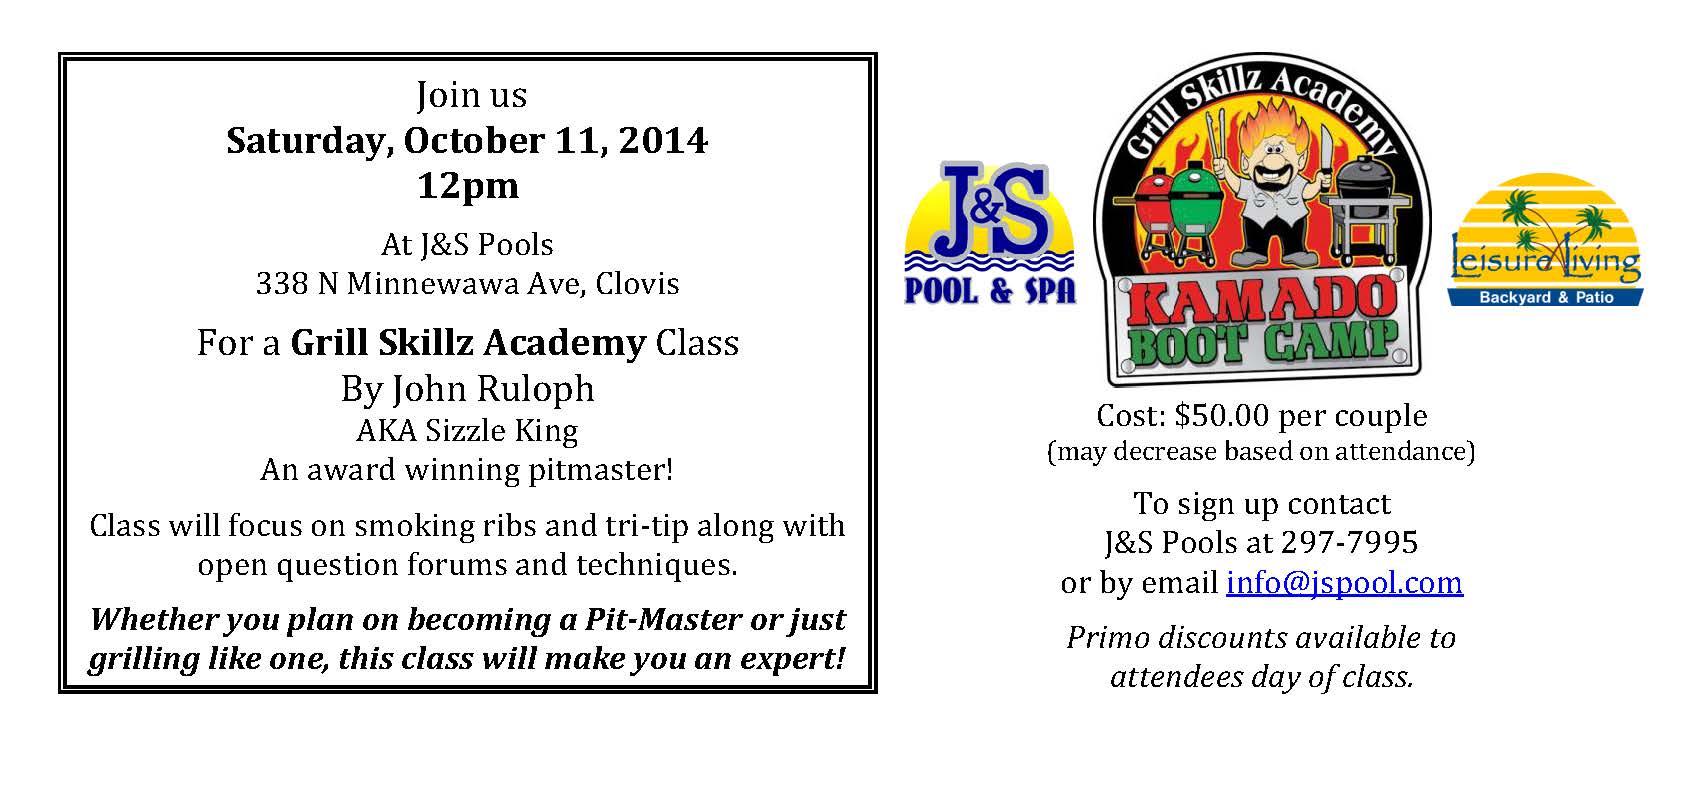 Join us
Saturday, October 11, 2014
12pm
At J&S Pools
338 N Minnewawa Ave, Clovis
For a Grill Skillz Academy Class
By John Ruloph
AKA Sizzle King
An award winning pitmaster!
Class will focus on smoking ribs and tri-tip along with
open question forums and techniques.
Whether you plan on becoming a Pit-Master or just
grilling like one, this class will make you an expert!
J&S
POOL & SPA
Grill Skillz Academy
KAMADO
BOOT CAMP
Leisure Living
Backyard & Patio
Cost: $50.00 per couple
(may decrease based on attendance)
To sign up contact
J&S Pools at 297-7995
or by email info@jspool.com
Primo discounts available to
attendees day of class.